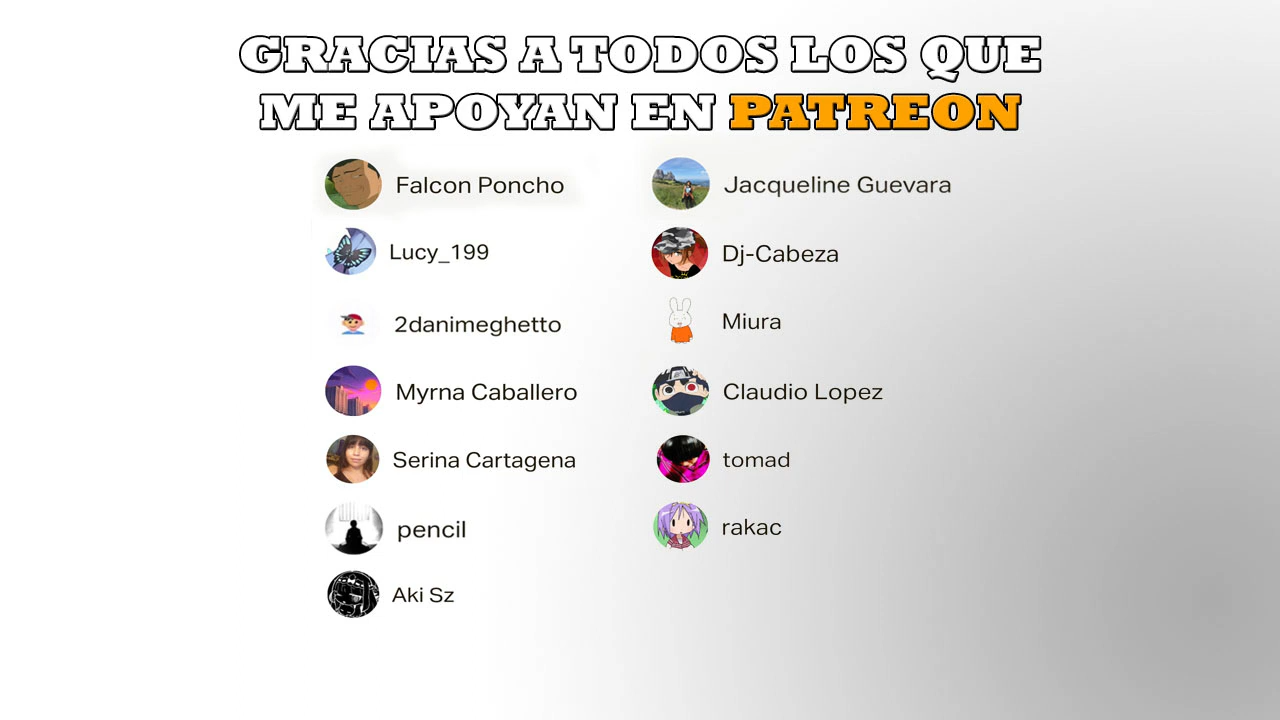 GRACIAS A TODOS LOS QUE
ME APOYAN EN PATREON
Falcon Poncho
Lucy_199
2danimeghetto
Myrna Caballero
Serina Cartagena
pencil
Aki Sz
Jacqueline Guevara
Dj-Cabeza
Miura
Claudio Lopez
tomad
rakac